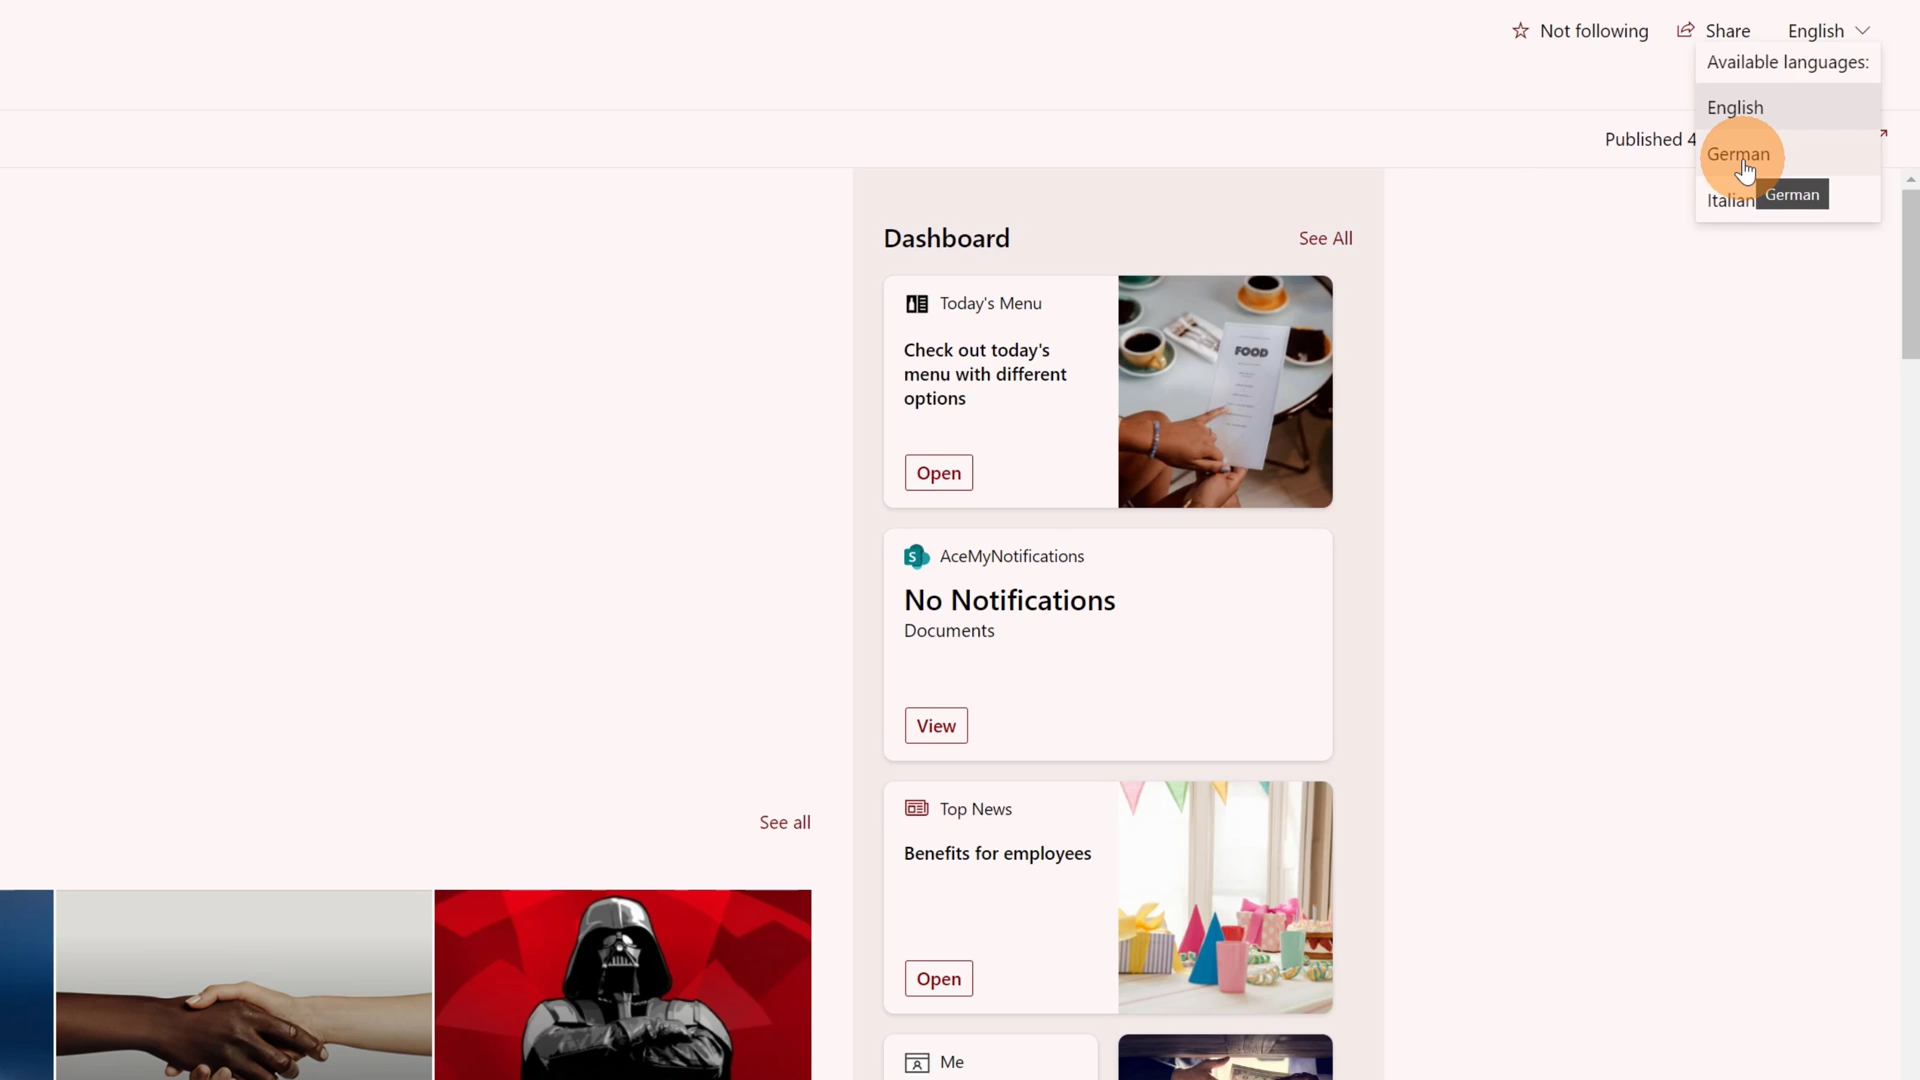 Not following
Share
English
Available languages:
English
Published 4
German
German
Italian
Dashboard
See All
Today's Menu
Check out today's
menu with different
options
Open
FOOD
AceMyNotifications
No Notifications
Documents
View
See all
Top News
Benefits for employees
Open
Me